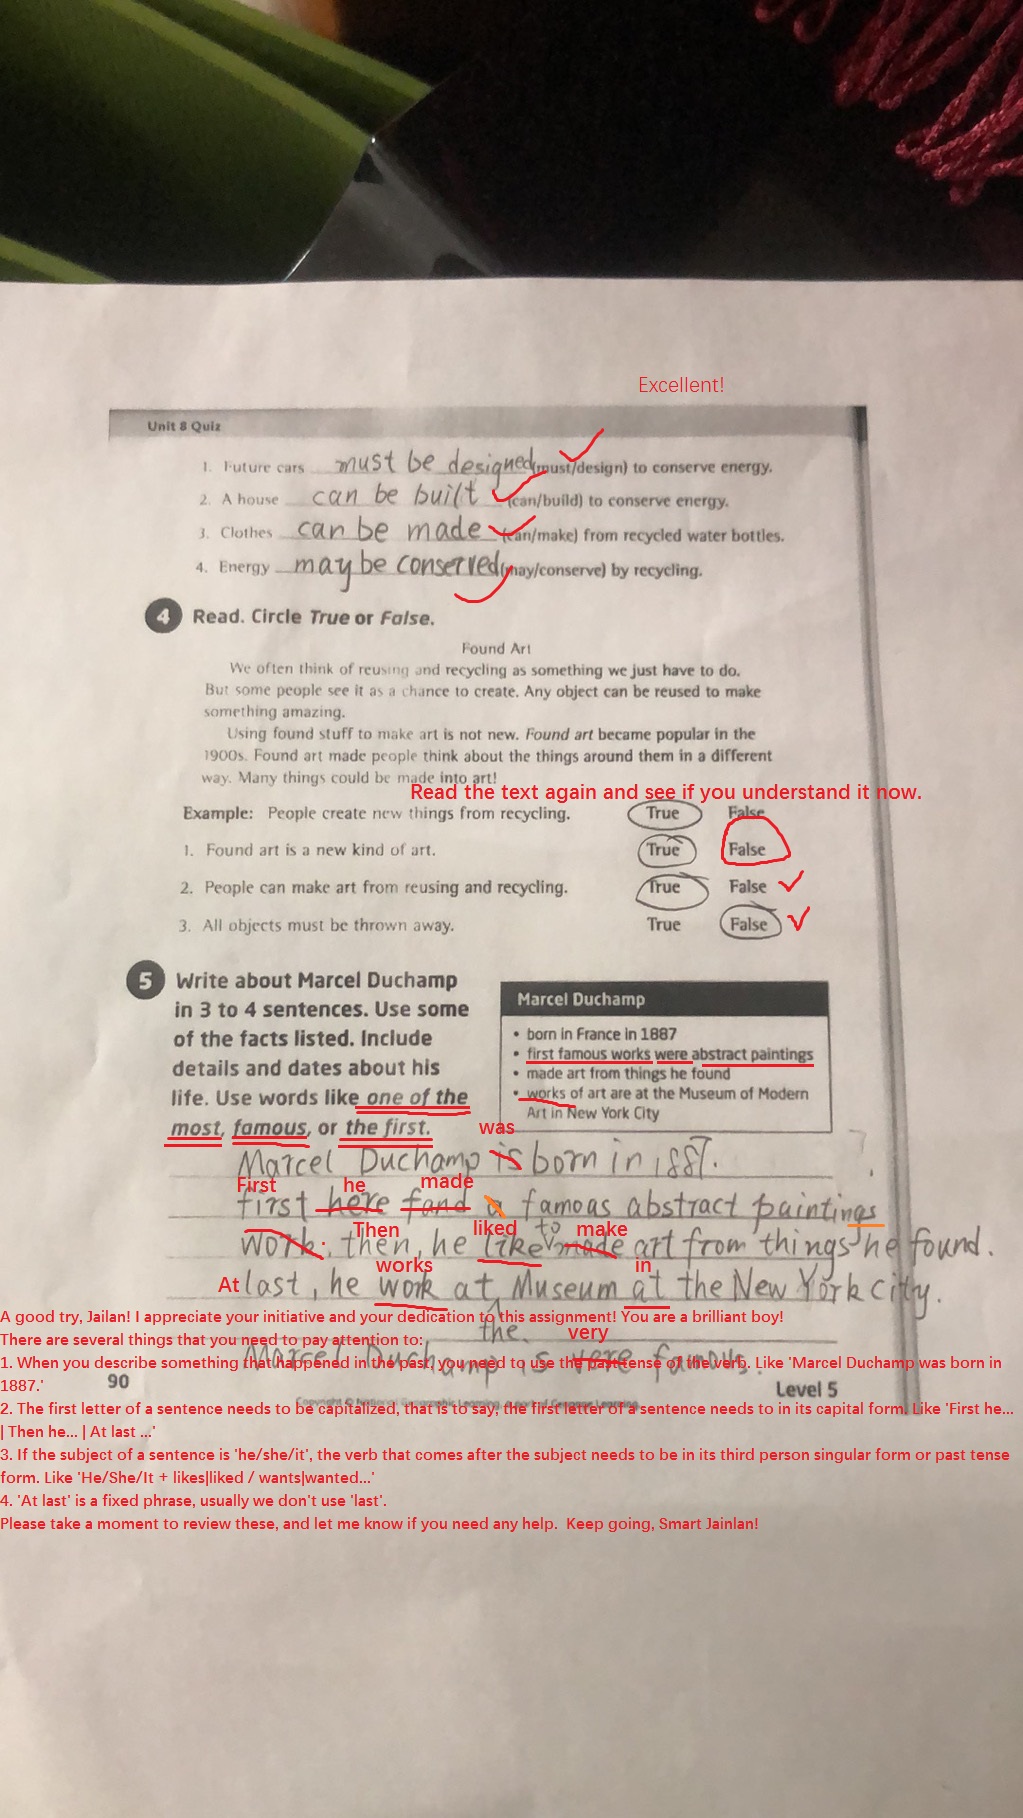 Excellent!
Unit 8 Quiz
1. Future cars must be designed (must/design) to conserve energy.
2. A house can be built (can/build) to conserve energy.
3. Clothes can be made (can/make) from recycled water bottles.
4. Energy may be conserved (may/conserve) by recycling.
4 Read. Circle True or False.
Found Art
We often think of reusing and recycling as something we just have to do.
But some people see it as a chance to create. Any object can be reused to make
something amazing.
Using found stuff to make art is not new. Found art became popular in the
1900s. Found art made people think about the things around them in a different
way. Many things could be made into art!
Read the text again and see if you understand it now.
Example: People create new things from recycling. True False
1. Found art is a new kind of art. True False
2. People can make art from reusing and recycling. True False
3. All objects must be thrown away. True False
5 Write about Marcel Duchamp
in 3 to 4 sentences. Use some
of the facts listed. Include
details and dates about his
life. Use words like one of the
most, famous, or the first.
Marcel Duchamp
• born in France in 1887
• first famous works were abstract paintings
• made art from things he found
• works of art are at the Museum of Modern
Art in New York City
was
Marcel Duchamp is born in 1887.
First he made
first here fand a famoas abstract paintings
Then liked to make
work. then, he like made art from things he found.
works in
At last, he work at Museum at the New York city.
the
very
Marcel Duchamp is vere famous.
A good try, Jailan! I appreciate your initiative and your dedication to this assignment! You are a brilliant boy!
There are several things that you need to pay attention to:
1. When you describe something that happened in the past, you need to use the past tense of the verb. Like 'Marcel Duchamp was born in
1887.'
2. The first letter of a sentence needs to be capitalized, that is to say, the first letter of a sentence needs to in its capital form. Like 'First he...
| Then he... | At last ...'
3. If the subject of a sentence is 'he/she/it', the verb that comes after the subject needs to be in its third person singular form or past tense
form. Like 'He/She/It + likes|liked / wants|wanted...'
4. 'At last' is a fixed phrase, usually we don't use 'last'.
Please take a moment to review these, and let me know if you need any help. Keep going, Smart Jainlan!
90
Copyright © National Geographic Learning, a part of Cengage Learning
Level 5